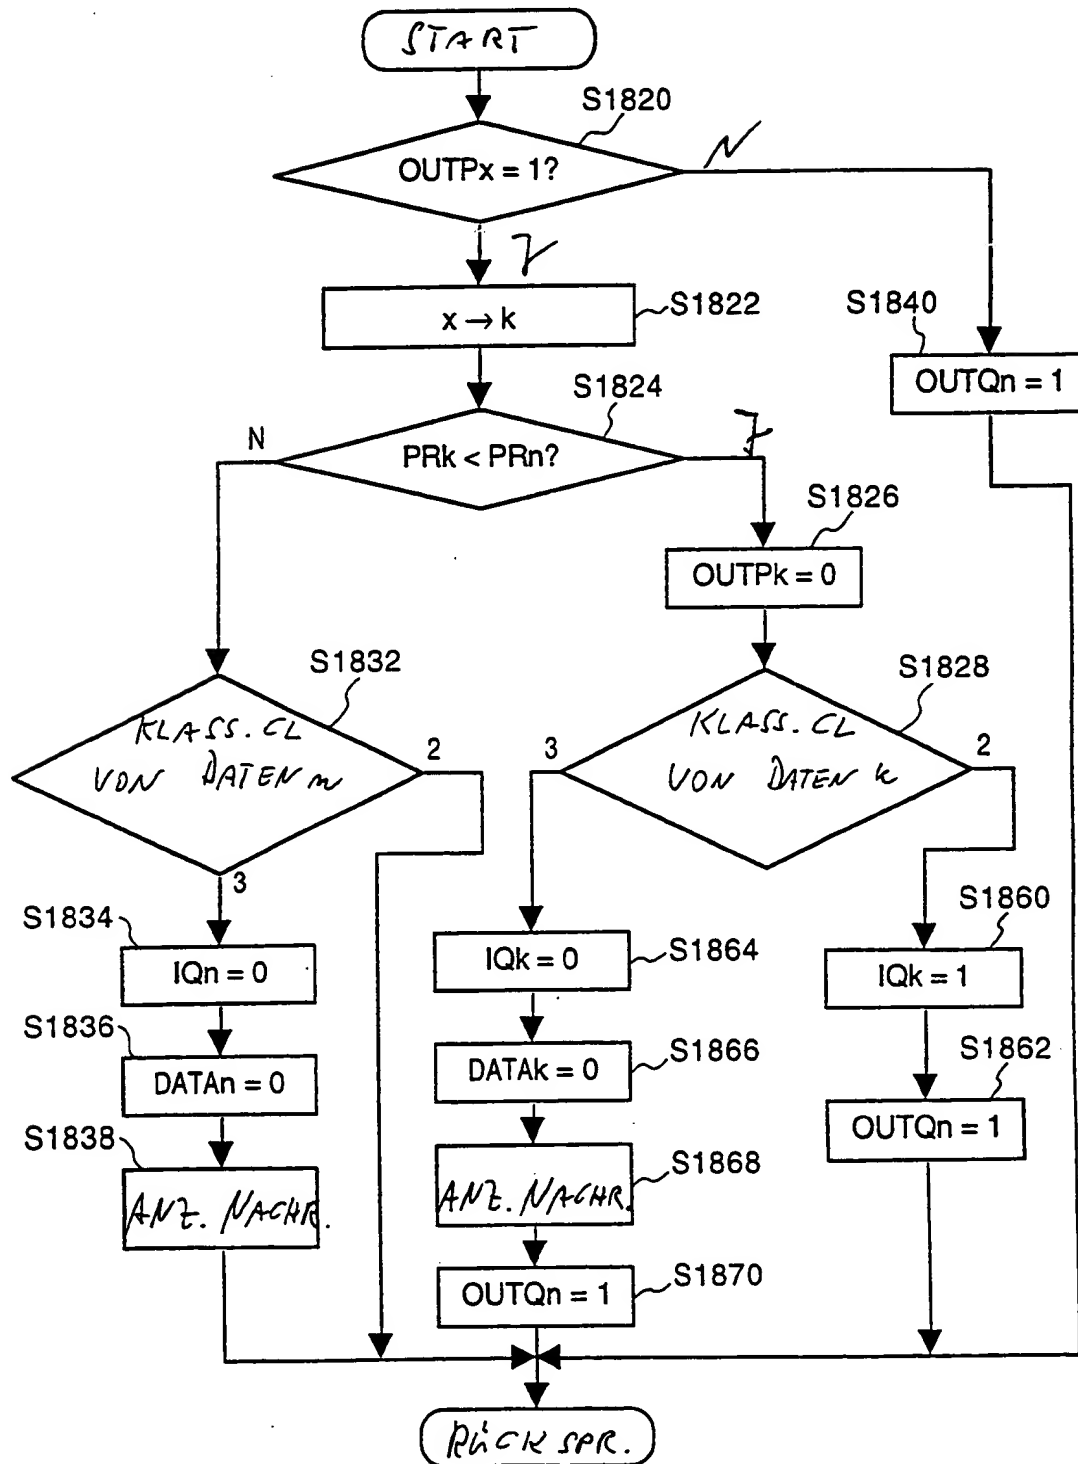 START
S1820
OUTPx = 1?
N
J
x → k
S1822
S1840
OUTQn = 1
S1824
N
PRk < PRn?
J
S1826
OUTPk = 0
S1832
KLASS. CL
VON DATEN n
2
3
S1828
KLASS. CL
VON DATEN k
3
2
S1834
IQn = 0
S1836
DATAn = 0
S1838
ANZ. NACHR.
IQk = 0
S1864
DATAk = 0
S1866
ANZ. NACHR.
S1868
OUTQn = 1
S1870
S1860
IQk = 1
S1862
OUTQn = 1
RÜCKSPR.